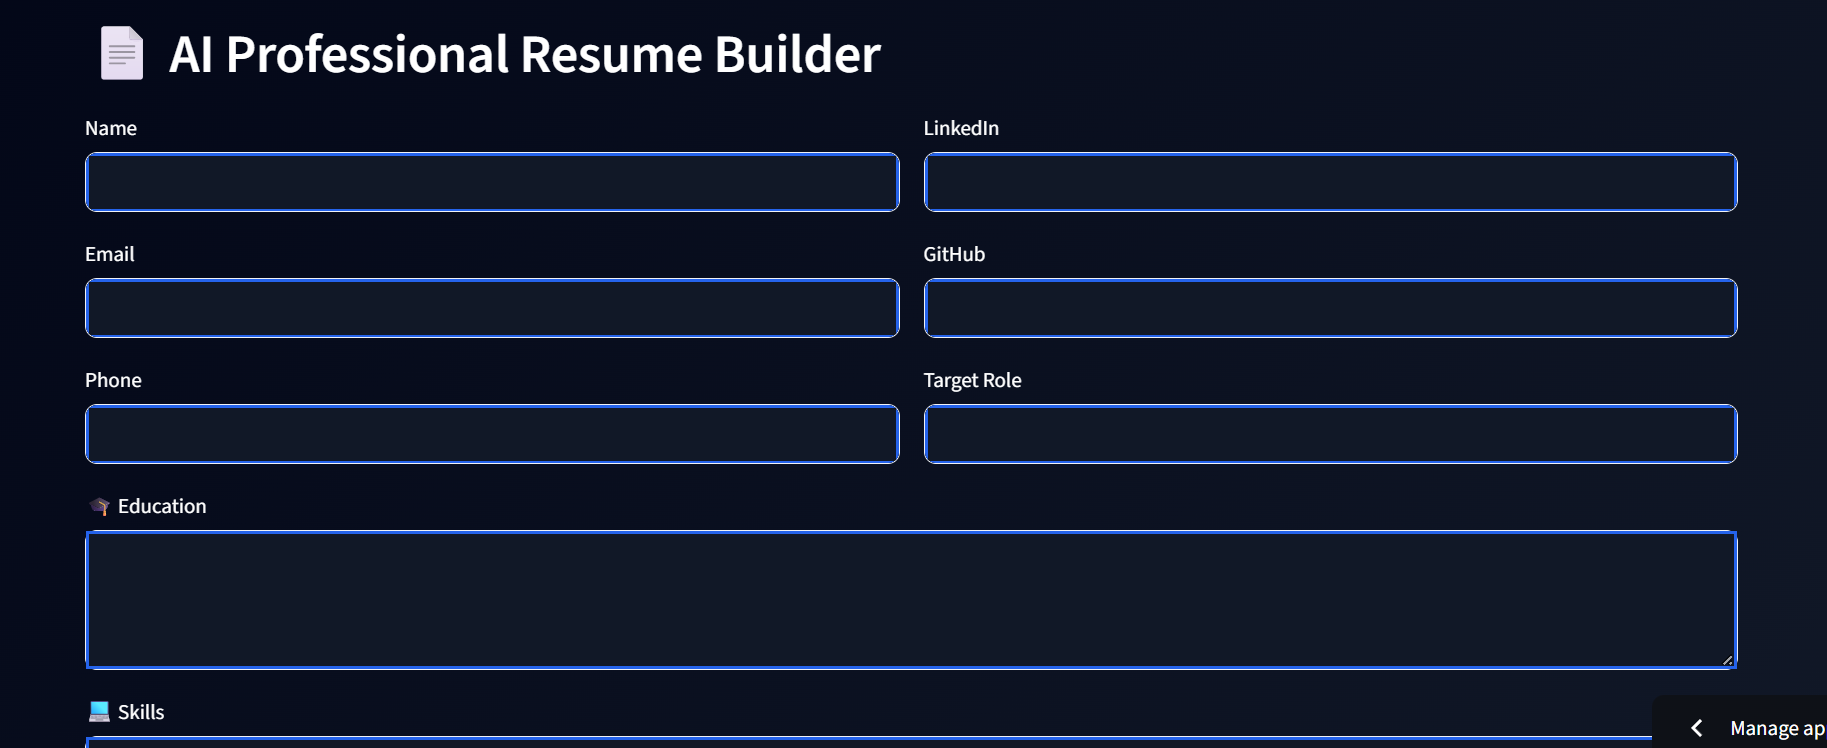 AI Professional Resume Builder
Name
LinkedIn
Email
GitHub
Phone
Target Role
Education
Skills
Manage ap